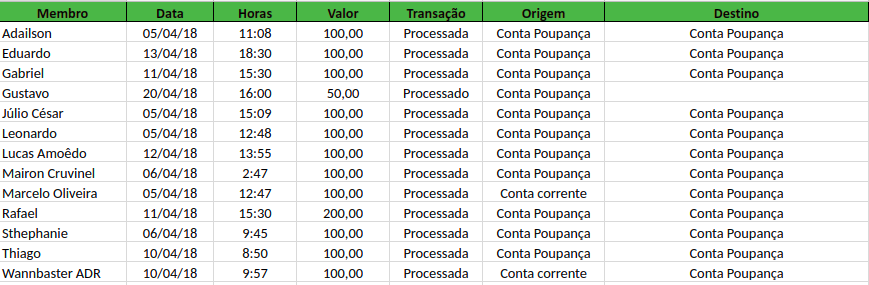 Membro Data Horas Valor Transação Origem Destino
Adailson 05/04/18 11:08 100,00 Processada Conta Poupança Conta Poupança
Eduardo 13/04/18 18:30 100,00 Processada Conta Poupança Conta Poupança
Gabriel 11/04/18 15:30 100,00 Processada Conta Poupança Conta Poupança
Gustavo 20/04/18 16:00 50,00 Processado Conta Poupança
Júlio César 05/04/18 15:09 100,00 Processada Conta Poupança Conta Poupança
Leonardo 05/04/18 12:48 100,00 Processada Conta Poupança Conta Poupança
Lucas Amoêdo 12/04/18 13:55 100,00 Processada Conta Poupança Conta Poupança
Mairon Cruvinel 06/04/18 2:47 100,00 Processada Conta Poupança Conta Poupança
Marcelo Oliveira 05/04/18 12:47 100,00 Processada Conta corrente Conta Poupança
Rafael 11/04/18 15:30 200,00 Processada Conta Poupança Conta Poupança
Sthephanie 06/04/18 9:45 100,00 Processada Conta Poupança Conta Poupança
Thiago 10/04/18 8:50 100,00 Processada Conta Poupança Conta Poupança
Wannbaster ADR 10/04/18 9:57 100,00 Processada Conta corrente Conta Poupança